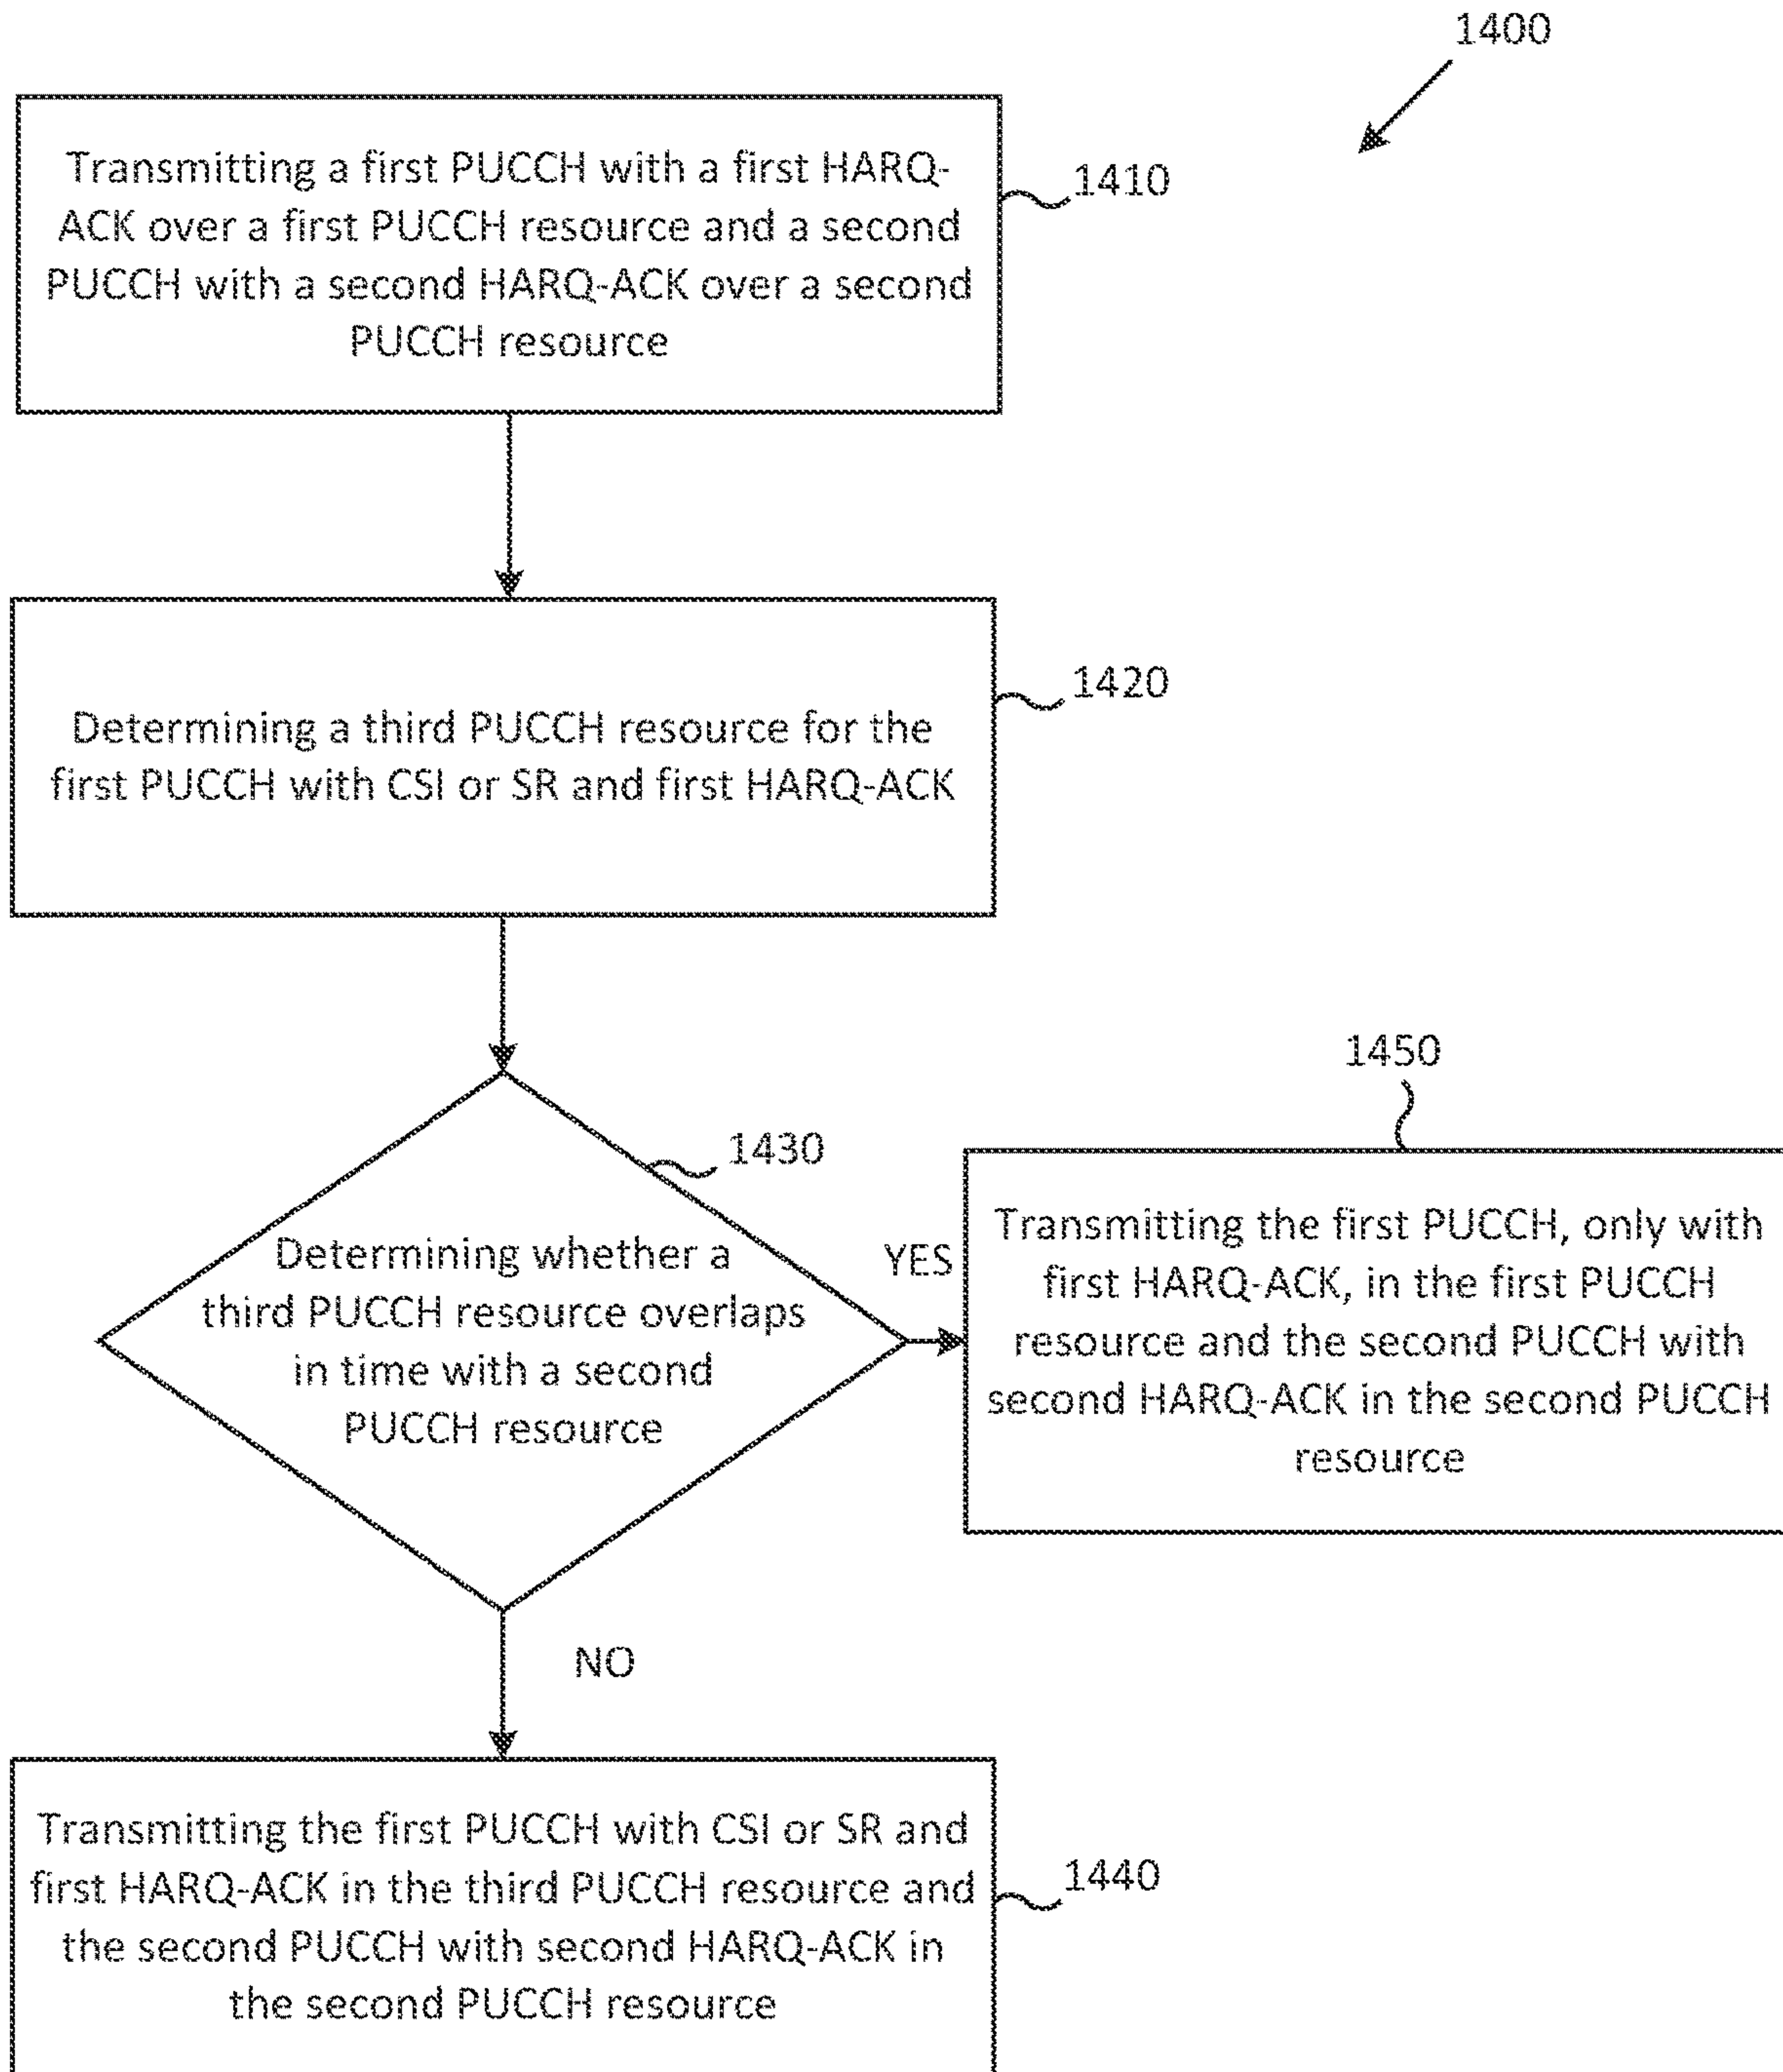 1400
Transmitting a first PUCCH with a first HARQ-
ACK over a first PUCCH resource and a second
PUCCH with a second HARQ-ACK over a second
PUCCH resource
1410
Determining a third PUCCH resource for the
first PUCCH with CSI or SR and first HARQ-ACK
1420
Determining whether a
third PUCCH resource overlaps
in time with a second
PUCCH resource
1430
YES
1450
Transmitting the first PUCCH, only with
first HARQ-ACK, in the first PUCCH
resource and the second PUCCH with
second HARQ-ACK in the second PUCCH
resource
NO
Transmitting the first PUCCH with CSI or SR and
first HARQ-ACK in the third PUCCH resource and
the second PUCCH with second HARQ-ACK in
the second PUCCH resource
1440